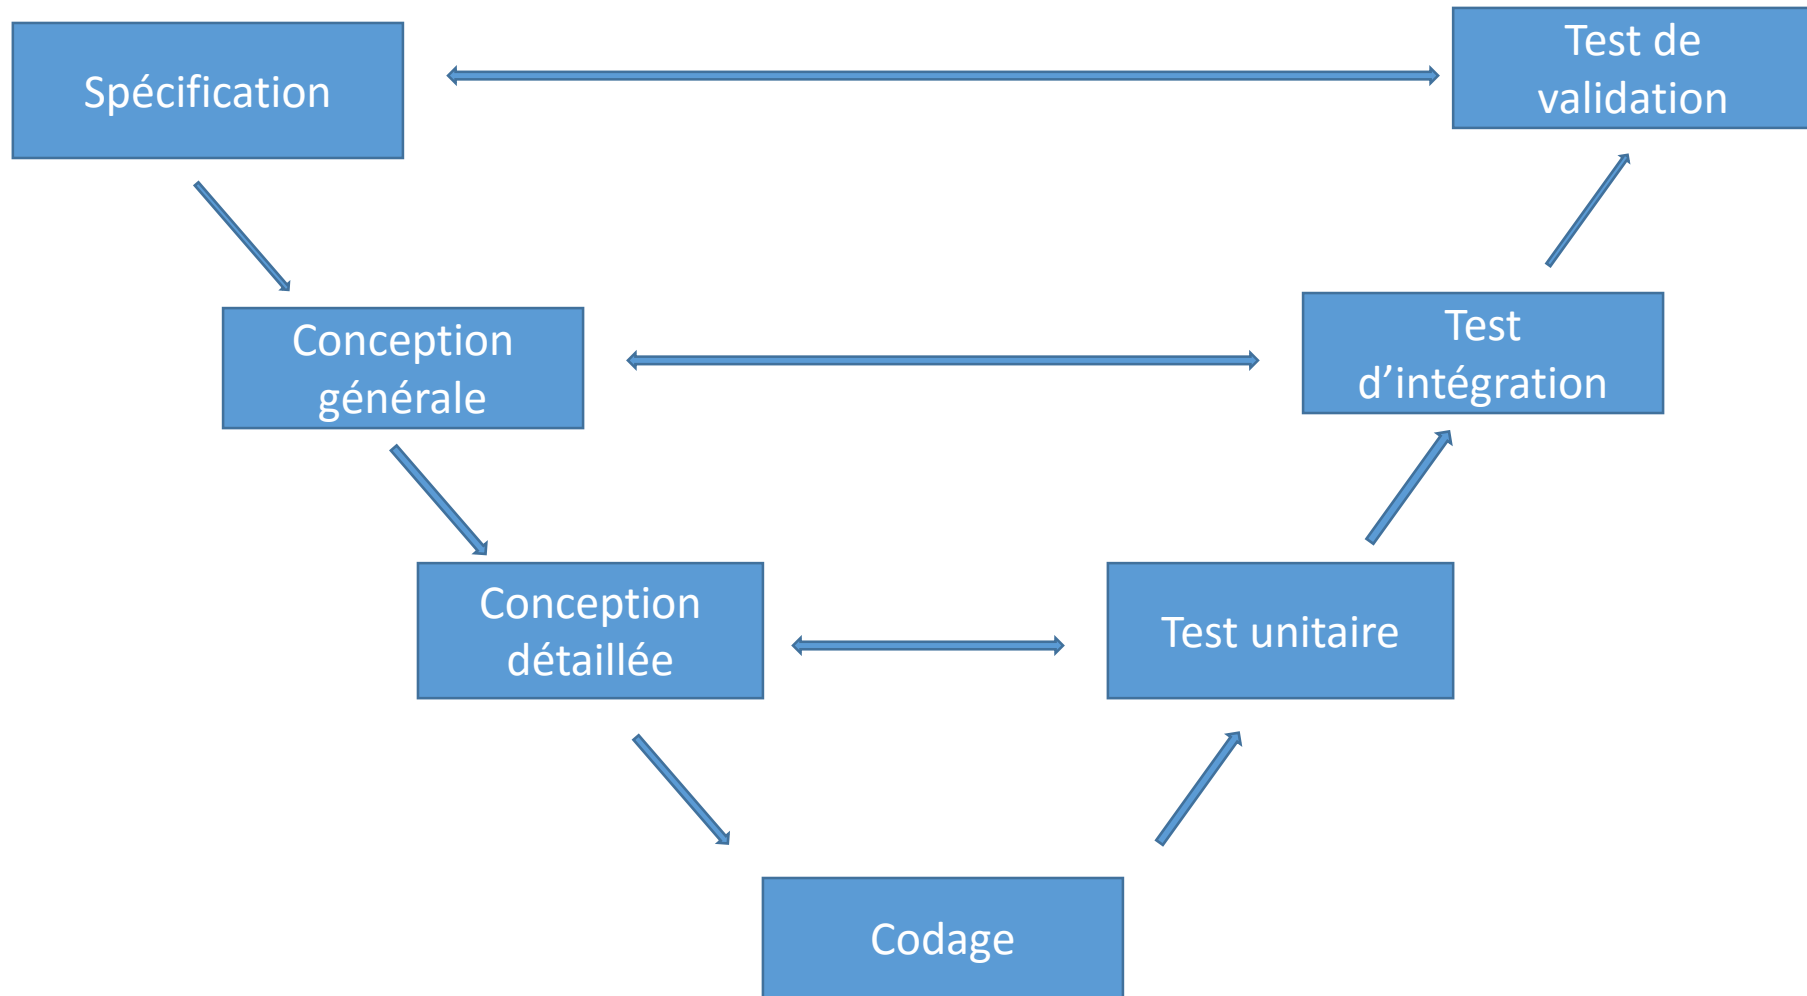 Spécification
Test de
validation
Conception
générale
Test
d’intégration
Conception
détaillée
Test unitaire
Codage